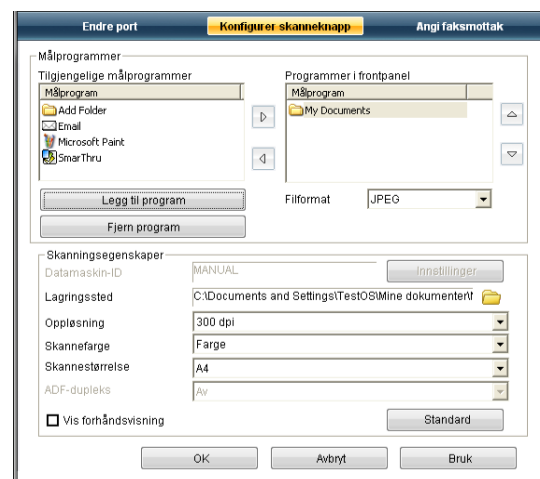 Endre port
Konfigurer skanneknapp
Angi faksmottak
Målprogrammer
Tilgjengelige målprogrammer
Målprogram
Add Folder
Email
Microsoft Paint
SmarThru
Programmer i frontpanel
Målprogram
My Documents
Legg til program
Fjern program
Filformat
JPEG
Skanningsegenskaper
Datamaskin-ID
MANUAL
Innstillinger
Lagringssted
C:\Documents and Settings\TestOS\Mine dokumenter\
Oppløsning
300 dpi
Skannefarge
Farge
Skannestørrelse
A4
ADF-dupleks
Av
Vis forhåndsvisning
Standard
OK
Avbryt
Bruk